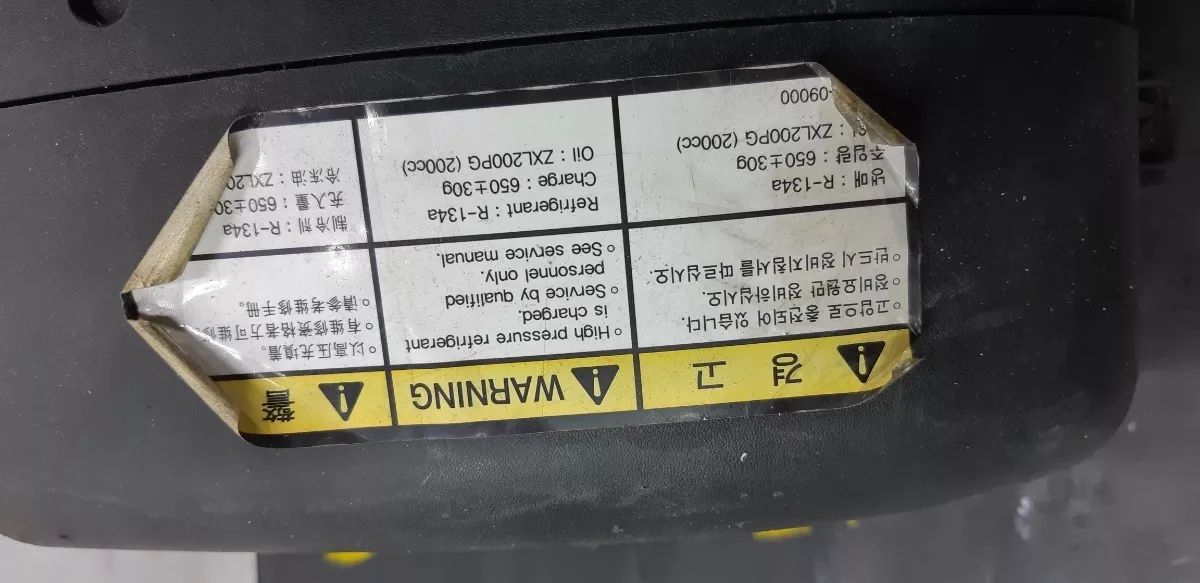 경 고
◦ 고압으로 충전되어 있습니다.
◦ 정비요원만 정비하십시오.
◦ 반드시 정비지침서를 따르십시오.
냉매 : R-134a
주입량 : 650±30g
: ZXL200PG (200cc)
-09000
WARNING
◦ High pressure refrigerant
is charged.
◦ Service by qualified
personnel only.
◦ See service manual.
Refrigerant : R-134a
Charge : 650±30g
Oil : ZXL200PG (200cc)
警
◦ 以高压充填着。
◦ 有维修资格者方可维修
◦ 请参考维修手册。
制冷剂 : R-134a
充入量 : 650±30
冷冻油 : ZXL20